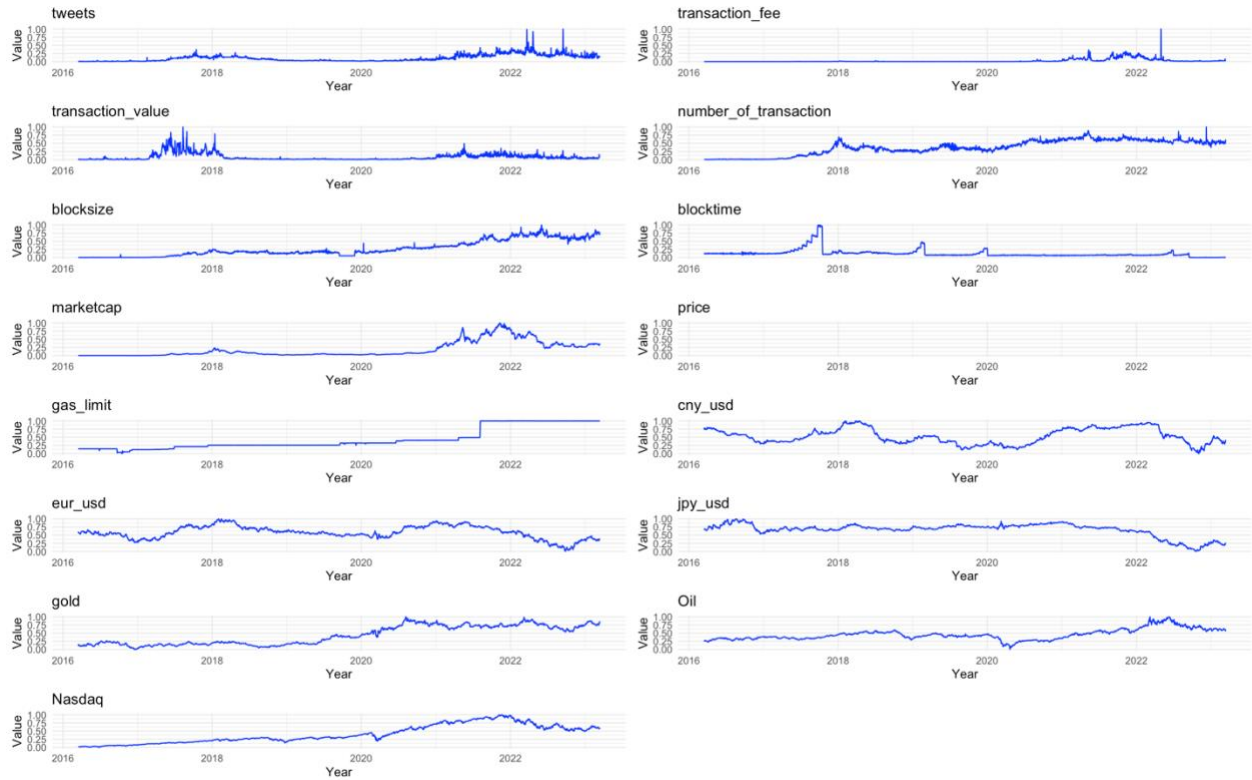 tweets
Value
1.00
0.75
0.50
0.25
0.00
2016 2018 2020 2022
Year
transaction_fee
Value
1.00
0.75
0.50
0.25
0.00
2016 2018 2020 2022
Year
transaction_value
Value
1.00
0.75
0.50
0.25
0.00
2016 2018 2020 2022
Year
number_of_transaction
Value
1.00
0.75
0.50
0.25
0.00
2016 2018 2020 2022
Year
blocksize
Value
1.00
0.75
0.50
0.25
0.00
2016 2018 2020 2022
Year
blocktime
Value
1.00
0.75
0.50
0.25
0.00
2016 2018 2020 2022
Year
marketcap
Value
1.00
0.75
0.50
0.25
0.00
2016 2018 2020 2022
Year
price
Value
1.00
0.75
0.50
0.25
0.00
2016 2018 2020 2022
Year
gas_limit
Value
1.00
0.75
0.50
0.25
0.00
2016 2018 2020 2022
Year
cny_usd
Value
1.00
0.75
0.50
0.25
0.00
2016 2018 2020 2022
Year
eur_usd
Value
1.00
0.75
0.50
0.25
0.00
2016 2018 2020 2022
Year
jpy_usd
Value
1.00
0.75
0.50
0.25
0.00
2016 2018 2020 2022
Year
gold
Value
1.00
0.75
0.50
0.25
0.00
2016 2018 2020 2022
Year
Oil
Value
1.00
0.75
0.50
0.25
0.00
2016 2018 2020 2022
Year
Nasdaq
Value
1.00
0.75
0.50
0.25
0.00
2016 2018 2020 2022
Year